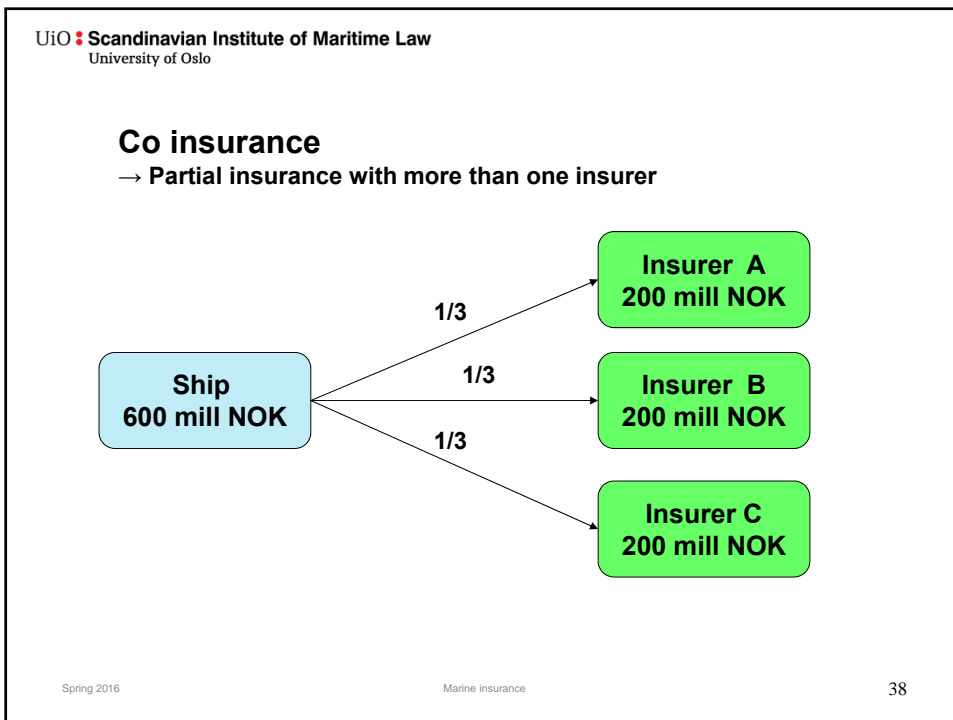 UiO Scandinavian Institute of Maritime Law
University of Oslo
Co insurance
→ Partial insurance with more than one insurer
Insurer A
200 mill NOK
1/3
Ship
600 mill NOK
1/3
Insurer B
200 mill NOK
1/3
Insurer C
200 mill NOK
Spring 2016
Marine insurance
38